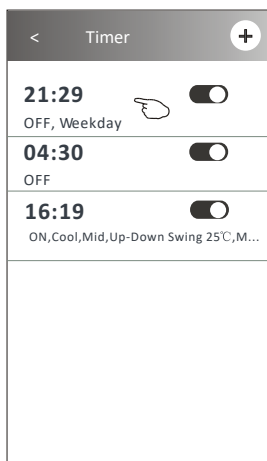 < Timer +
21:29
OFF, Weekday
04:30
OFF
16:19
ON,Cool,Mid,Up-Down Swing 25℃,M...